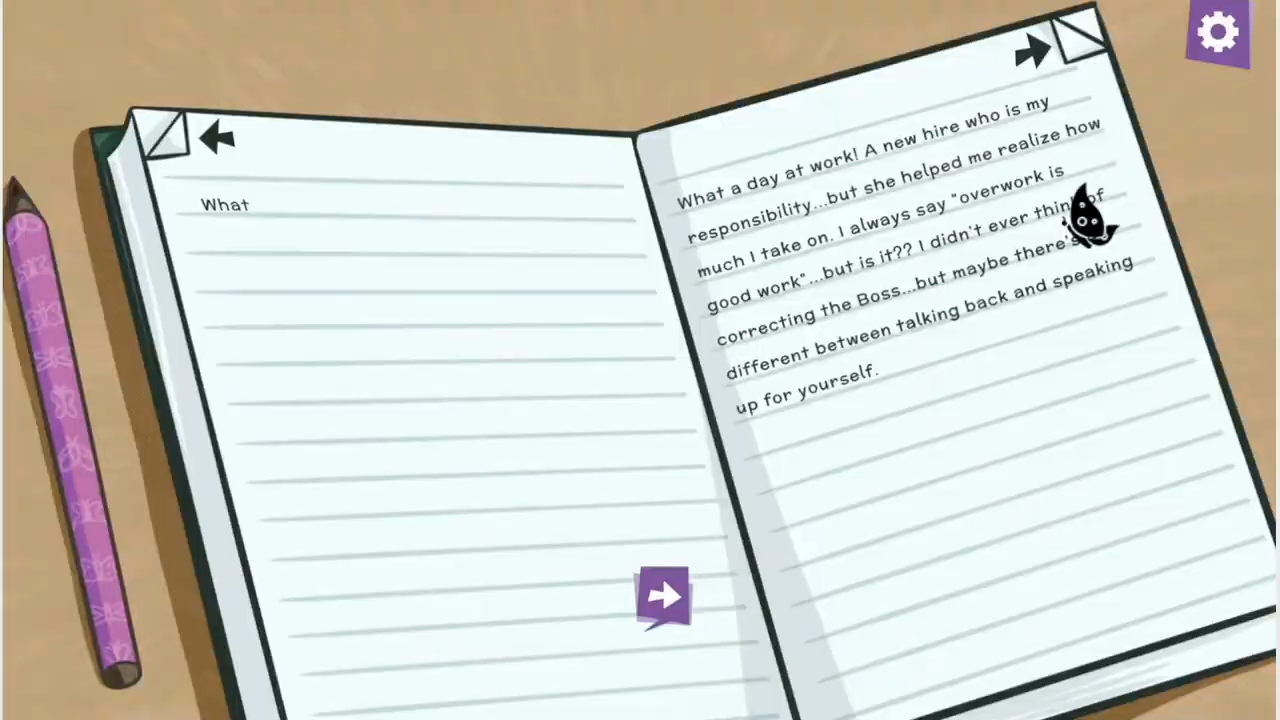 What
What a day at work! A new hire who is my
responsibility...but she helped me realize how
much I take on. I always say "overwork is
good work"...but is it?? I didn't ever think of
correcting the Boss...but maybe there's
different between talking back and speaking
up for yourself.